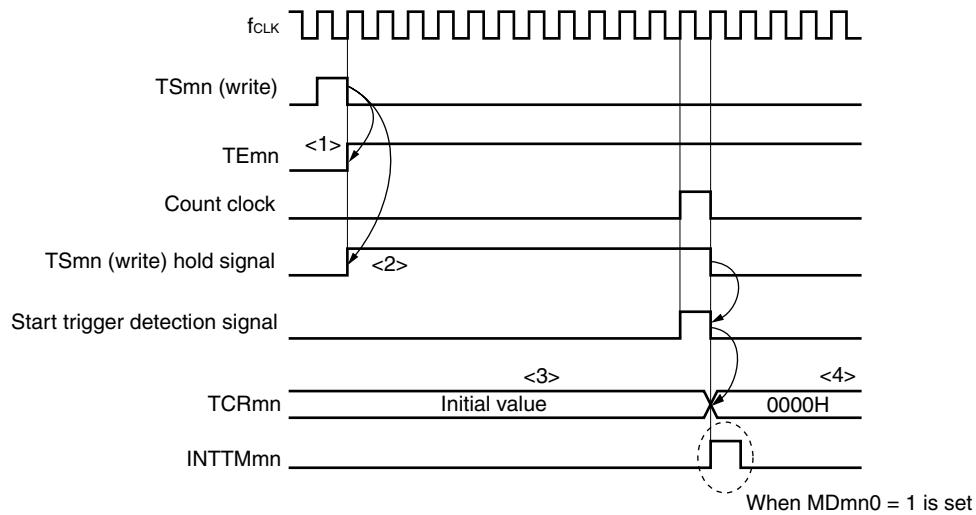 fCLK
TSmn (write)
<1>
TEmn
Count clock
TSmn (write) hold signal
<2>
Start trigger detection signal
<3>
<4>
TCRmn
Initial value
0000H
INTTMmn
When MDmn0 = 1 is set